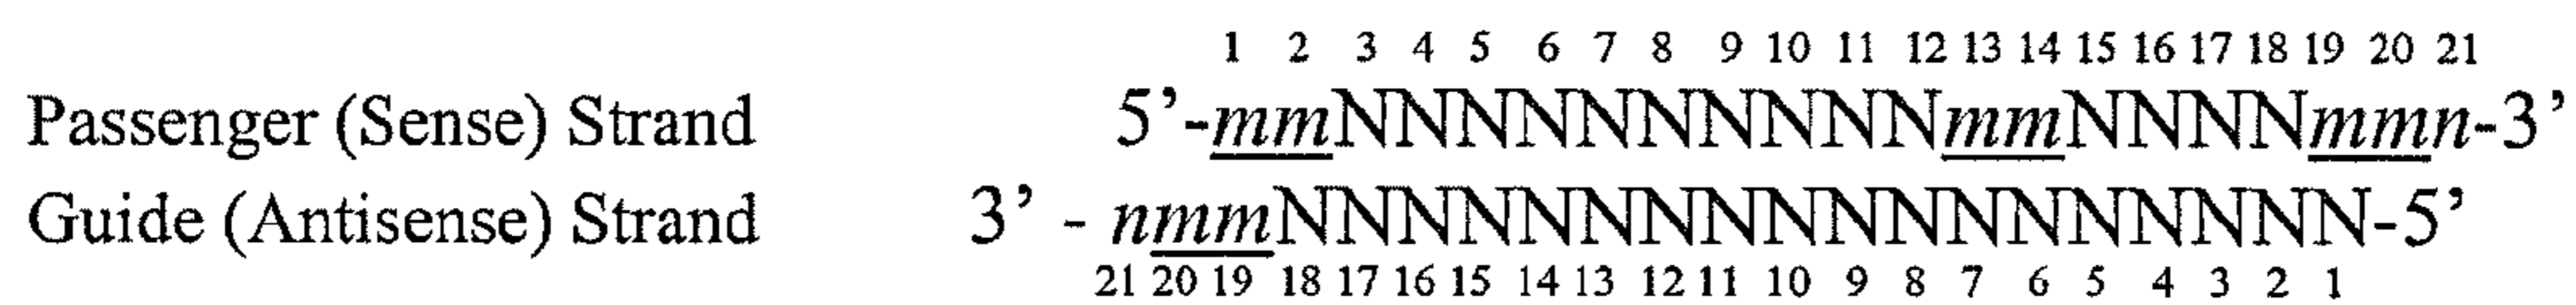 1 2 3 4 5 6 7 8 9 10 11 12 13 14 15 16 17 18 19 20 21
Passenger (Sense) Strand 5’-mmNNNNNNNNNNmmNNNNmmn-3’
Guide (Antisense) Strand 3’ - nmmNNNNNNNNNNNNNNNNNN-5’
21 20 19 18 17 16 15 14 13 12 11 10 9 8 7 6 5 4 3 2 1